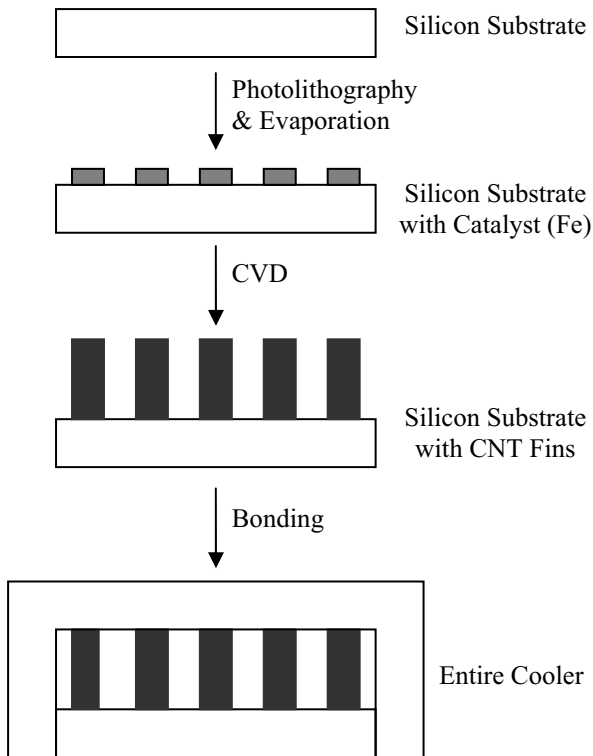 Silicon Substrate
Photolithography
& Evaporation
Silicon Substrate
with Catalyst (Fe)
CVD
Silicon Substrate
with CNT Fins
Bonding
Entire Cooler